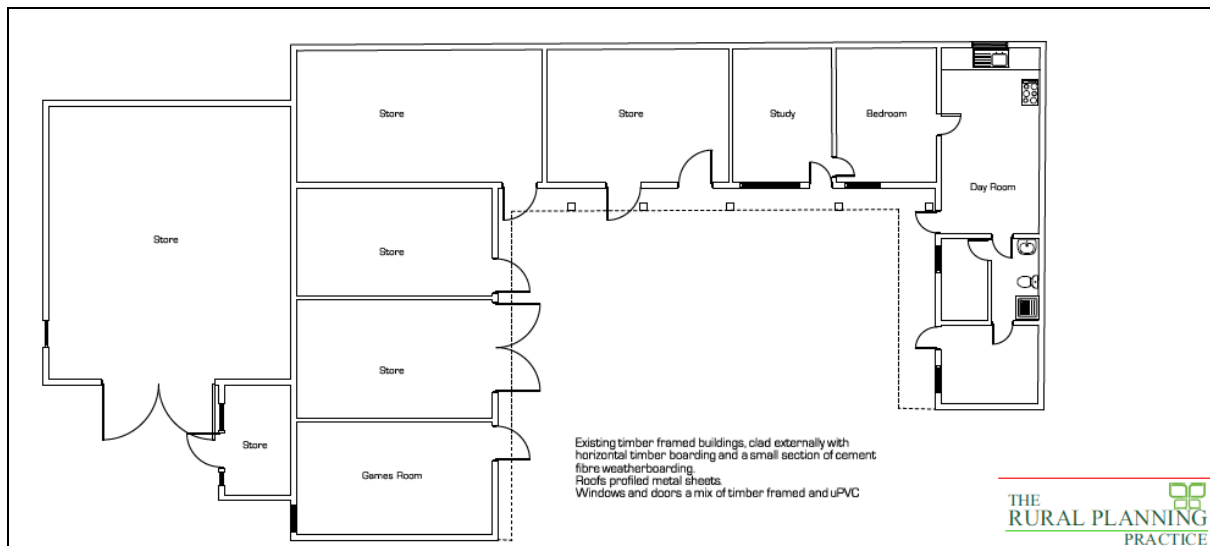 Store
Store
Study
Bedroom
Day Room
Store
Store
Store
Store
Games Room
Existing timber framed buildings, clad externally with
horizontal timber boarding and a small section of cement
fibre weatherboarding.
Roofs profiled metal sheets.
Windows and doors a mix of timber framed and uPVC
THE
RURAL PLANNING
PRACTICE